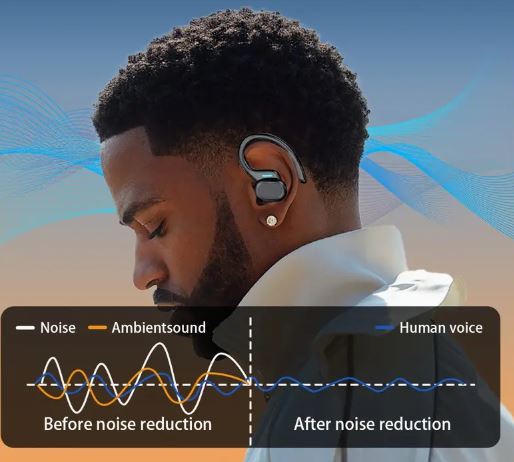 Noise
Ambientsound
Human voice
Before noise reduction
After noise reduction